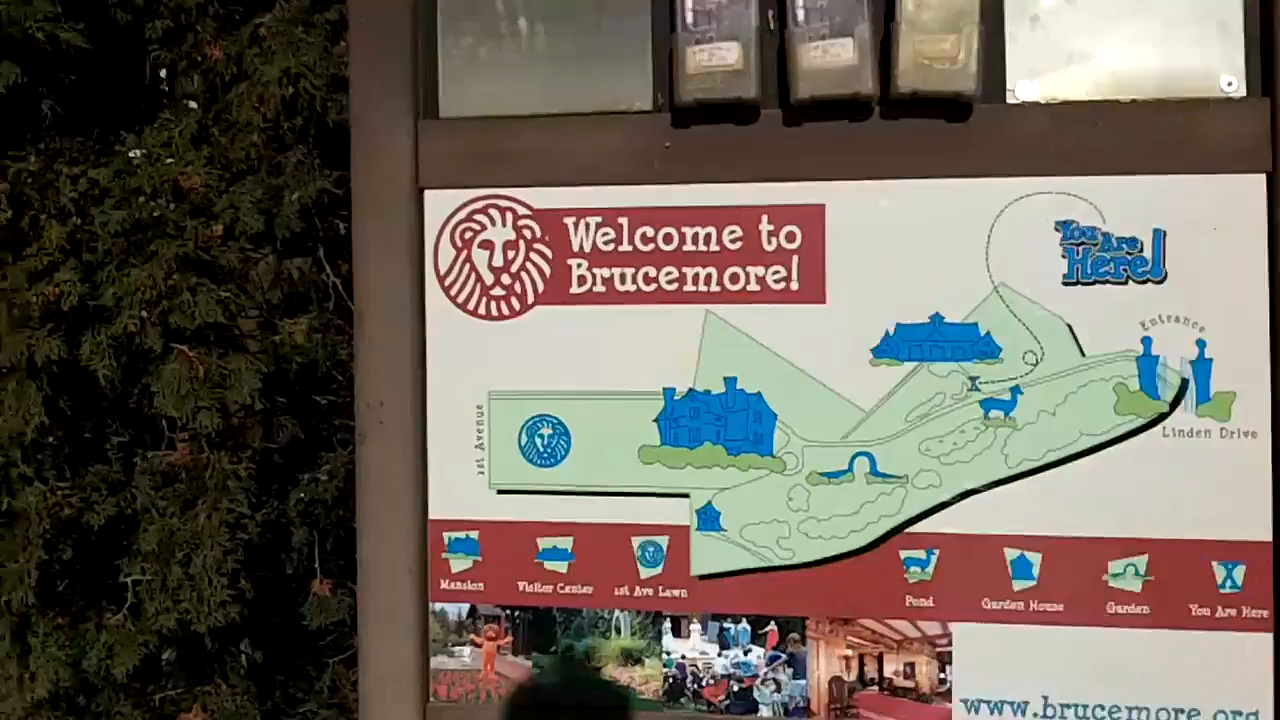 Welcome to
Brucemore!
You Are
Here!
Entrance
1st Avenue
Linden Drive
Mansion
Visitor Center
1st Ave Lawn
Pond
Garden House
Garden
X
You Are Here
www.brucemore.org